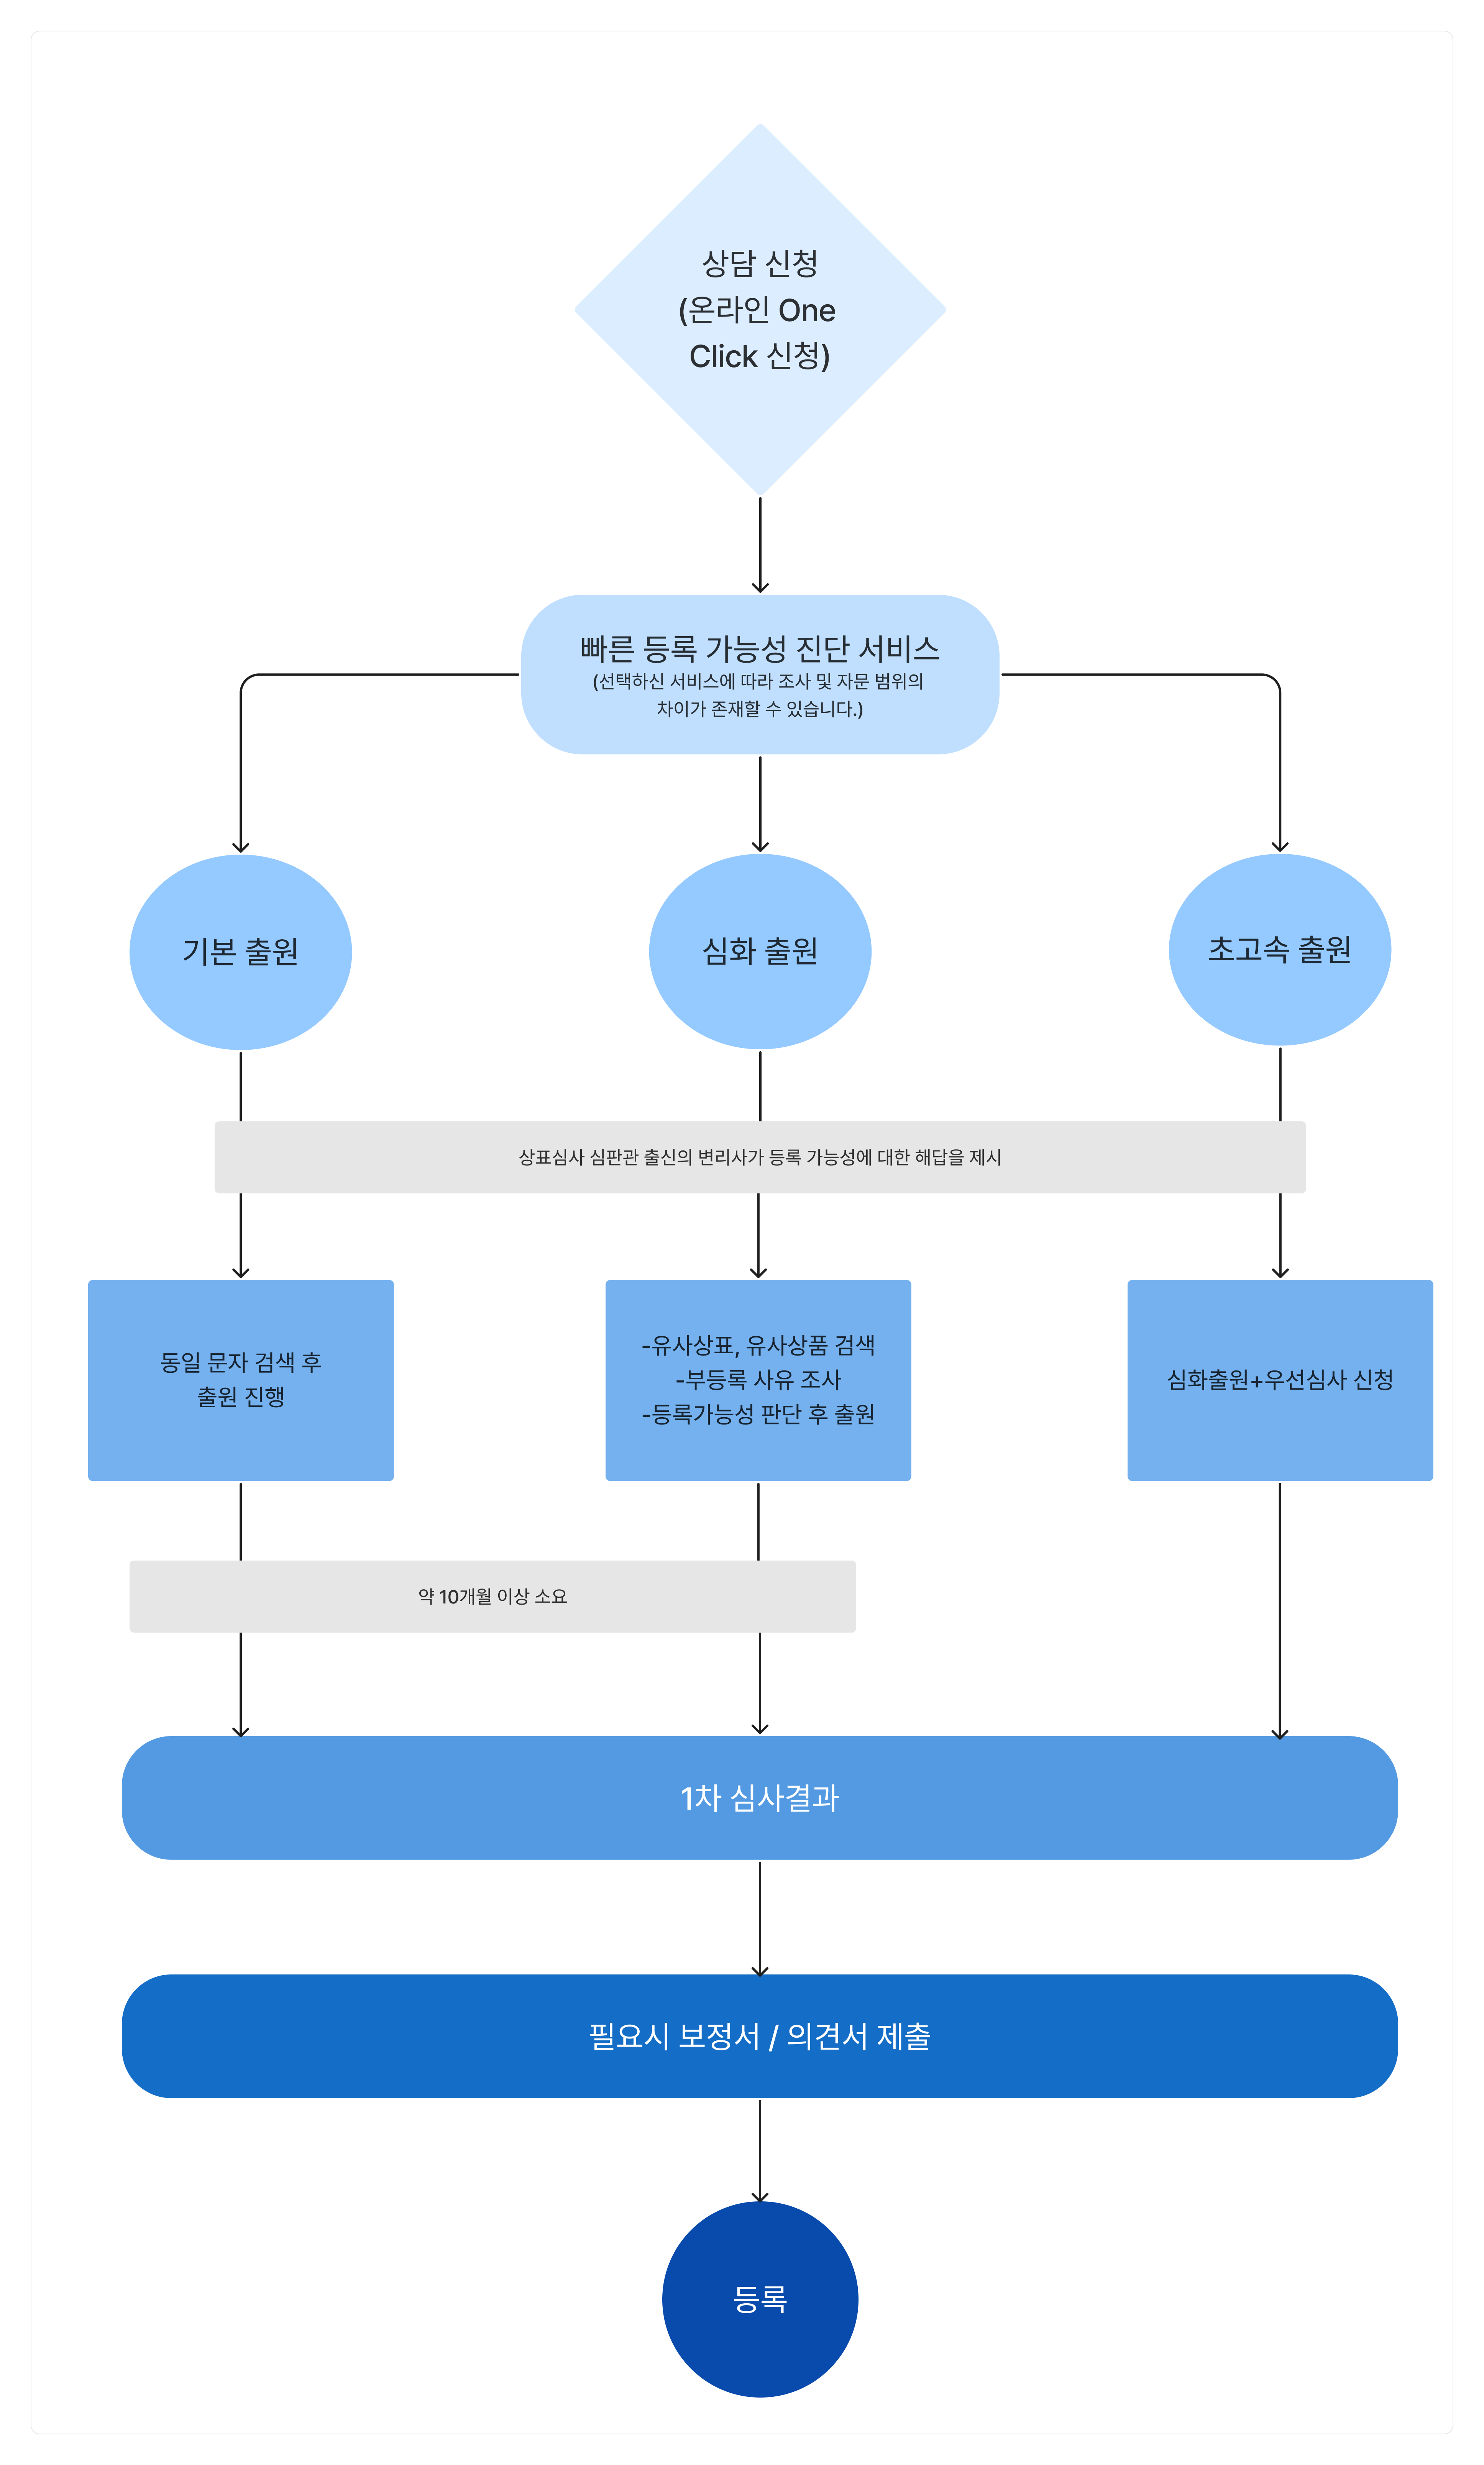 상담 신청
(온라인 One
Click 신청)
빠른 등록 가능성 진단 서비스
(선택하신 서비스에 따라 조사 및 자문 범위의
차이가 존재할 수 있습니다.)
기본 출원
심화 출원
초고속 출원
상표심사 심판관 출신의 변리사가 등록 가능성에 대한 해답을 제시
동일 문자 검색 후
출원 진행
-유사상표, 유사상품 검색
-부등록 사유 조사
-등록가능성 판단 후 출원
심화출원+우선심사 신청
약 10개월 이상 소요
1차 심사결과
필요시 보정서 / 의견서 제출
등록